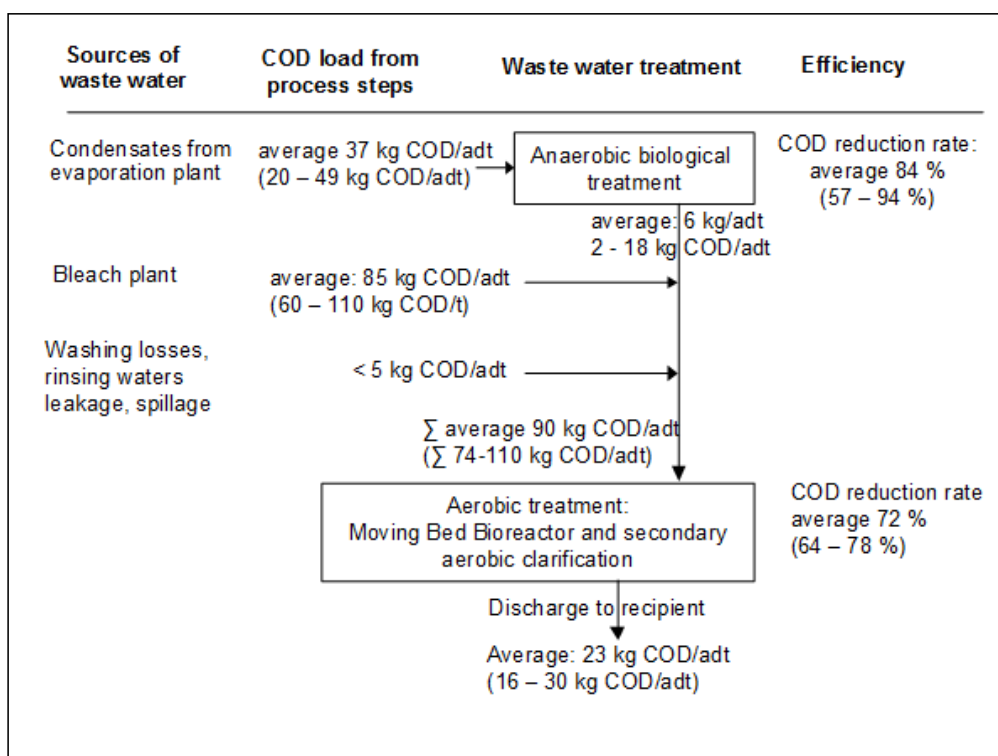 Sources of
waste water
COD load from
process steps
Waste water treatment
Efficiency
Condensates from
evaporation plant
average 37 kg COD/adt
(20 – 49 kg COD/adt)
Anaerobic biological
treatment
COD reduction rate:
average 84 %
(57 – 94 %)
average: 6 kg/adt
2 - 18 kg COD/adt
Bleach plant
average: 85 kg COD/adt
(60 – 110 kg COD/t)
Washing losses,
rinsing waters
leakage, spillage
< 5 kg COD/adt
∑ average 90 kg COD/adt
(∑ 74-110 kg COD/adt)
Aerobic treatment:
Moving Bed Bioreactor and secondary
aerobic clarification
COD reduction rate
average 72 %
(64 – 78 %)
Discharge to recipient
Average: 23 kg COD/adt
(16 – 30 kg COD/adt)